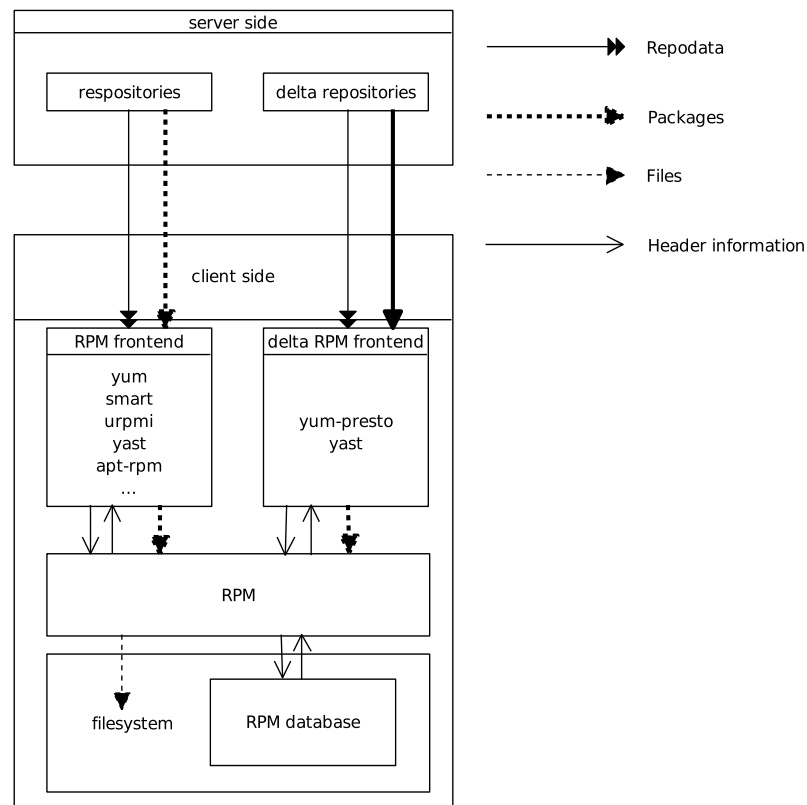 server side
respositories
delta repositories
Repodata
Packages
Files
Header information
client side
RPM frontend
yum
smart
urpmi
yast
apt-rpm
...
delta RPM frontend
yum-presto
yast
RPM
filesystem
RPM database